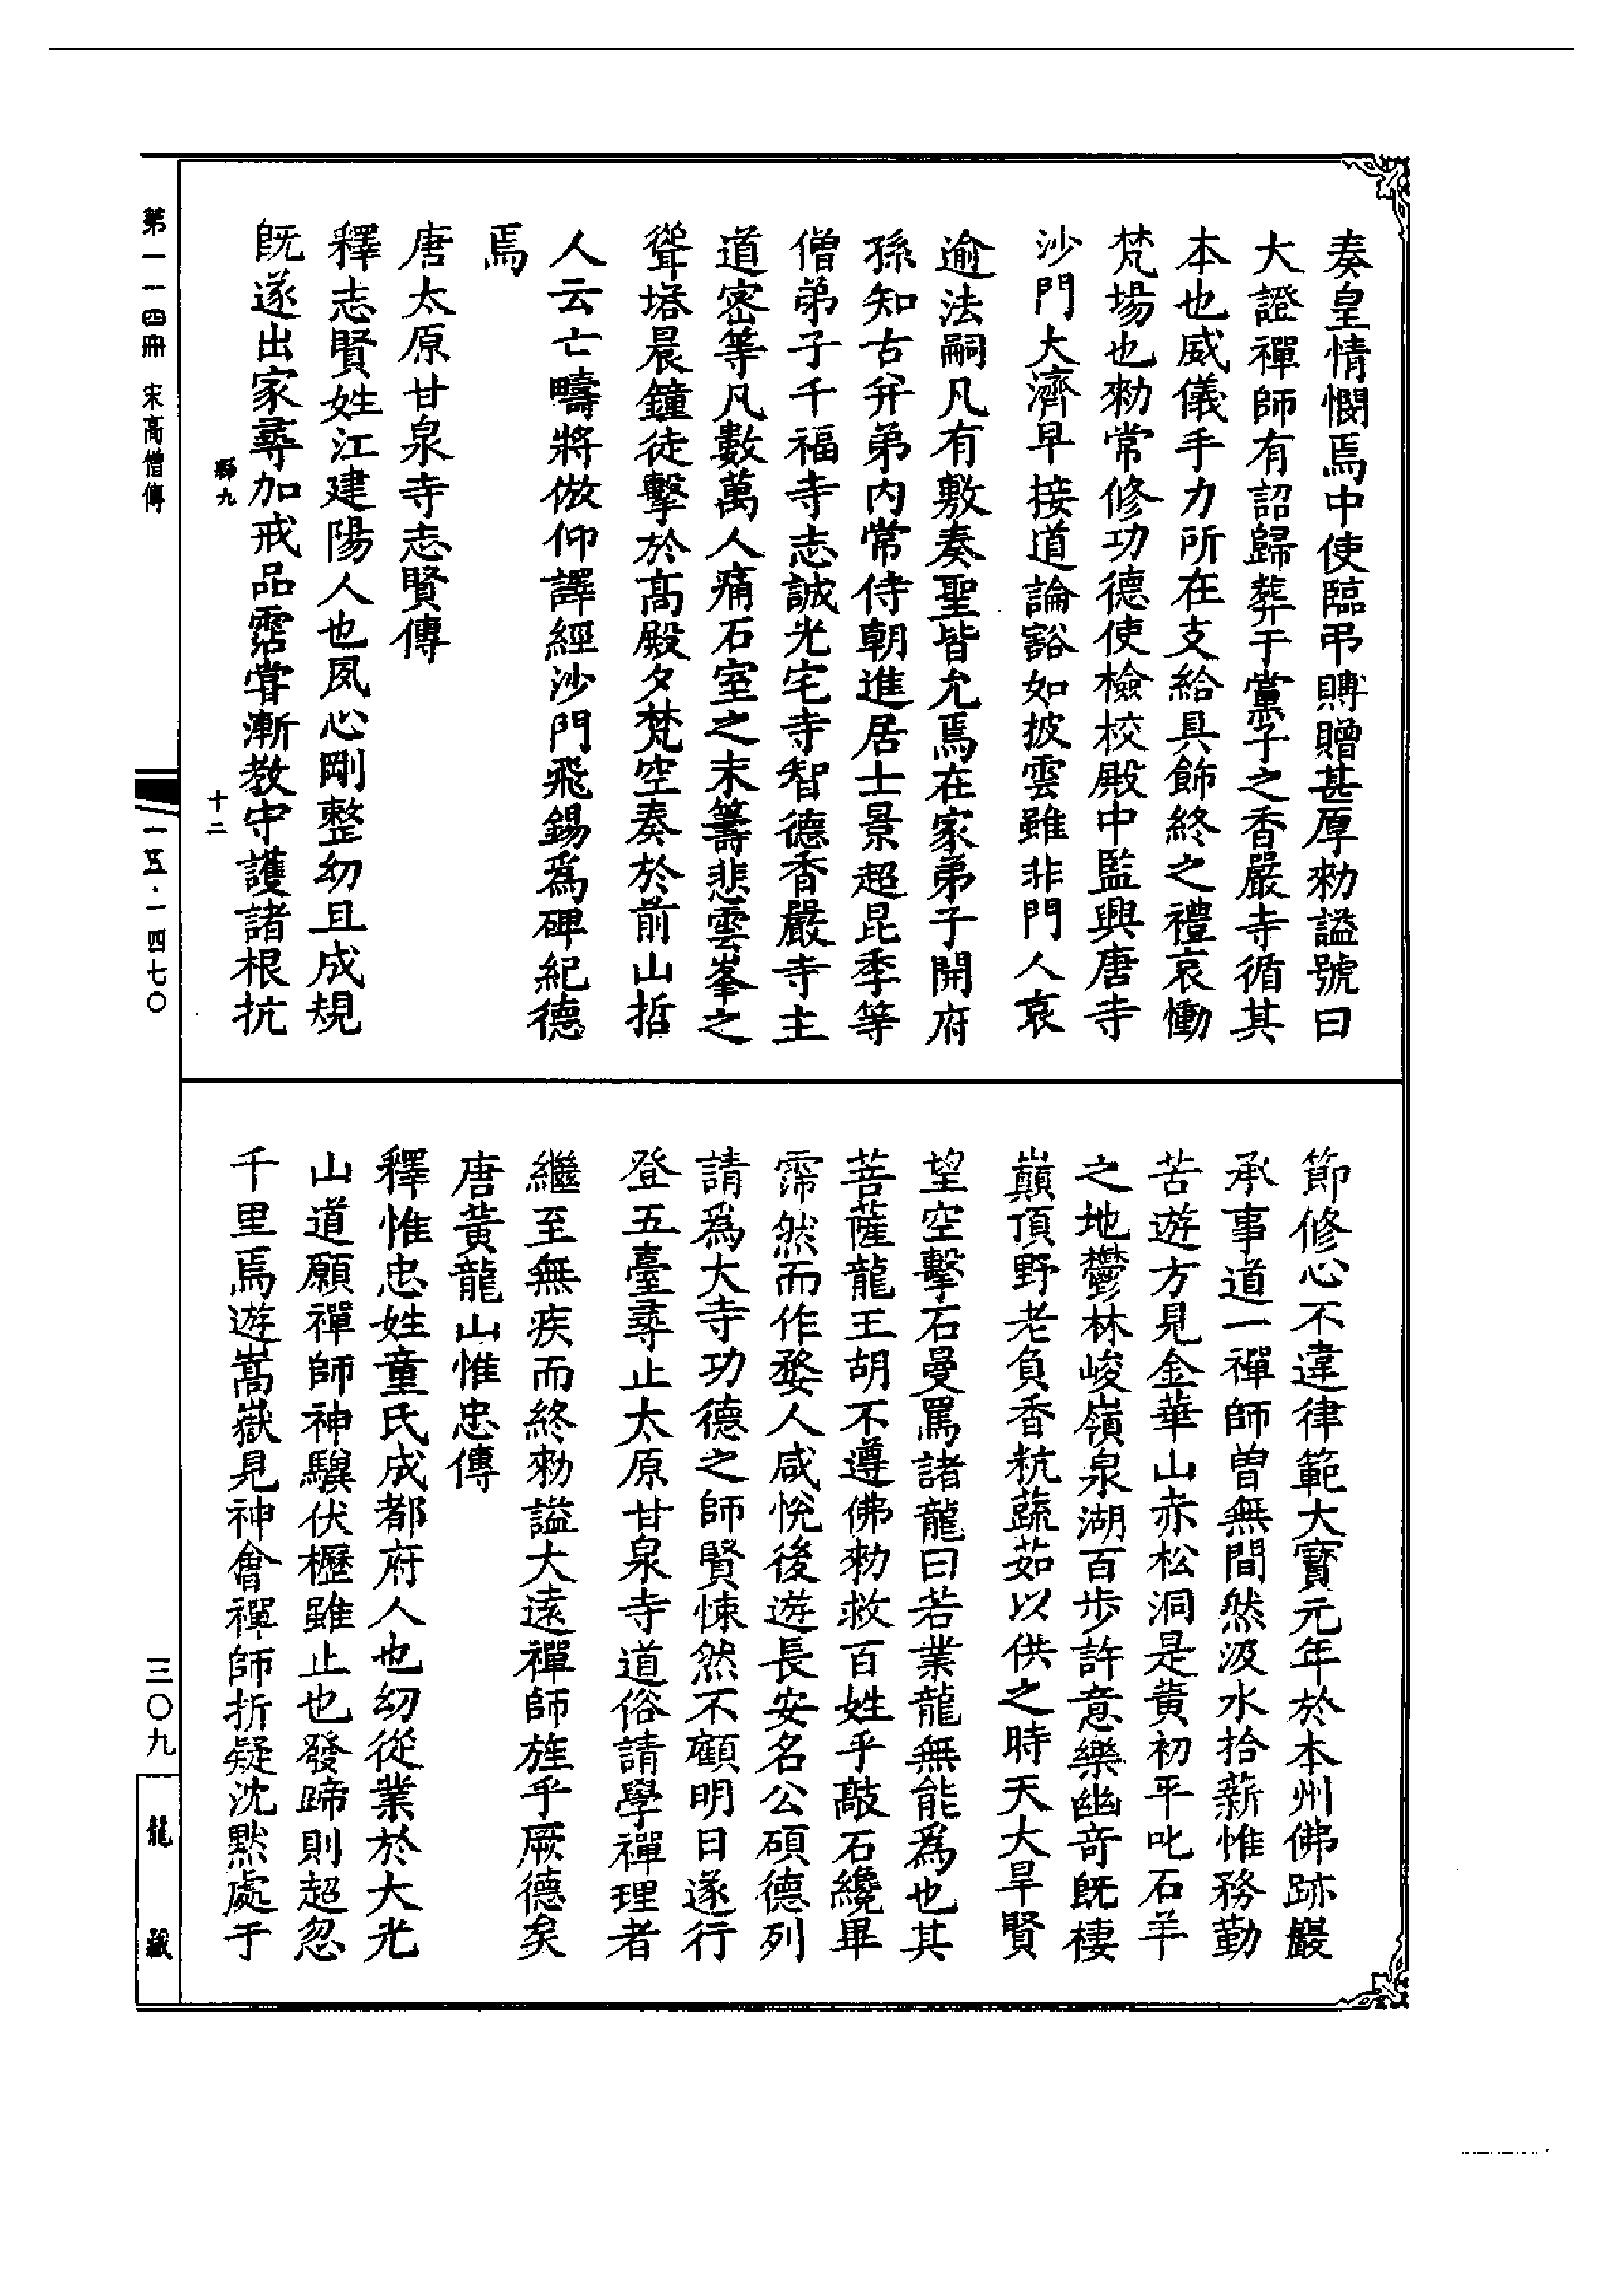 奏皇情憫焉中使臨弔賻贈甚厚勑謚號曰
大證禪師有詔歸葬于黨子之香嚴寺循其
本也威儀手力所在支給具飾終之禮哀慟
梵場也勑常修功德使檢校殿中監興唐寺
沙門大濟早接道論豁如披雲雖非門人哀
逾法嗣凡有敷奏聖皆允焉在家弟子開府
孫知古弁弟內常侍朝進居士景超昆季等
僧弟子千福寺志誠光宅寺智德香嚴寺主
道密等凡數萬人痛石室之末籌悲雲峯之
聳塔晨鐘徒擊於髙殿夕梵空奏於前山哲
人云亡疇將倣仰譯經沙門飛錫爲碑紀德
焉
唐太原甘泉寺志賢傳
釋志賢姓江建陽人也夙心剛整幼且成規
旣遂出家尋加戒品霑甞漸教守護諸根抗
節修心不違律範大寶元年於本州佛跡巖
承事道一禪師曾無間然汲水拾薪惟務勤
苦遊方見金華山赤松洞是黃初平叱石羊
之地鬱林峻嶺泉湖百步許意樂幽奇旣棲
巔頂野老負香秔蔬茹以供之時天大旱賢
望空擊石曼罵諸龍曰若業龍無能爲也其
菩薩龍王胡不遵佛勑救百姓乎敲石纔畢
霈然而作婺人咸悅後遊長安名公碩德列
請爲大寺功德之師賢悚然不顧明日遂行
登五臺尋止太原甘泉寺道俗請學禪理者
繼至無疾而終勑謚大遠禪師旌乎厥德矣
唐黃龍山惟忠傳
釋惟忠姓童氏成都府人也幼從業於大光
山道願禪師神驥伏櫪雖止也發蹄則超忽
千里焉遊嵩嶽見神會禪師折疑沈默處于
第一一四冊 宋高僧傳
縣九
十二
一五·一四七〇
三〇九
龍藏